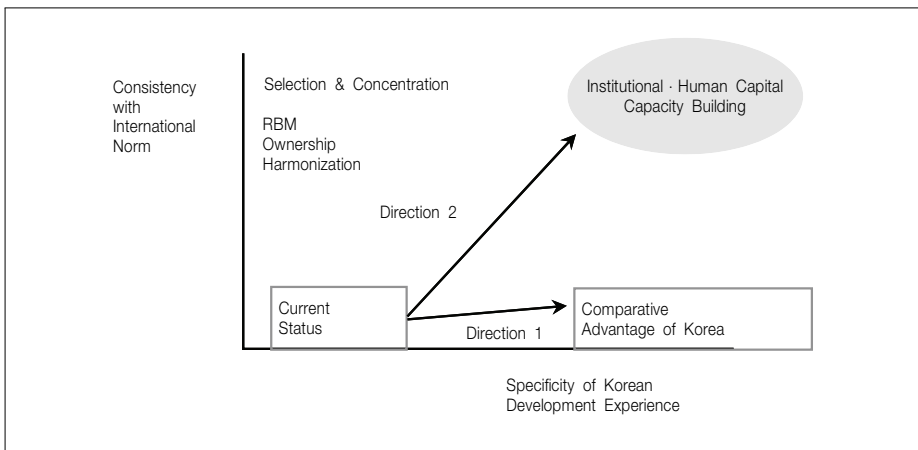 Consistency
with
International
Norm
Selection & Concentration
RBM
Ownership
Harmonization
Institutional · Human Capital
Capacity Building
Direction 2
Current
Status
Direction 1
Comparative
Advantage of Korea
Specificity of Korean
Development Experience